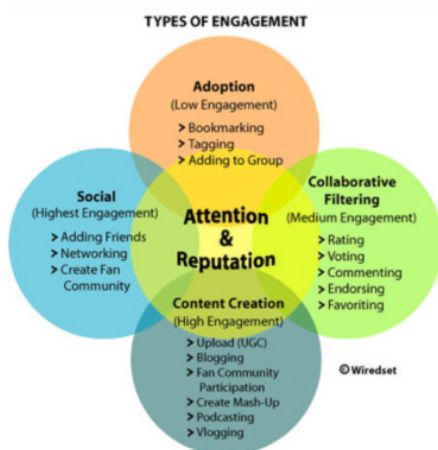 TYPES OF ENGAGEMENT
Adoption
(Low Engagement)
> Bookmarking
> Tagging
> Adding to Group
Social
(Highest Engagement)
> Adding Friends
> Networking
> Create Fan
Community
Attention
&
Reputation
Collaborative
Filtering
(Medium Engagement)
> Rating
> Voting
> Commenting
> Endorsing
> Favoriting
Content Creation
(High Engagement)
> Upload (UGC)
> Blogging
> Fan Community
Participation
> Create Mash-Up
> Podcasting
> Vlogging
© Wiredset